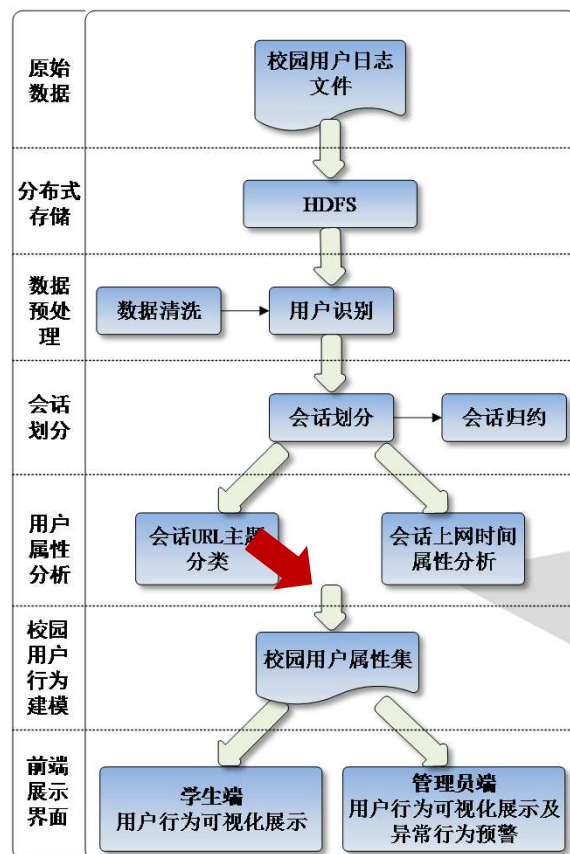 原始
数据
校园用户日志
文件
分布式
存储
HDFS
数据
预处
理
数据清洗
用户识别
会话
划分
会话划分
会话归约
用户
属性
分析
会话URL主题
分类
会话上网时间
属性分析
校园
用户
行为
建模
校园用户属性集
前端
展示
界面
学生端
用户行为可视化展示
管理员端
用户行为可视化展示及
异常行为预警